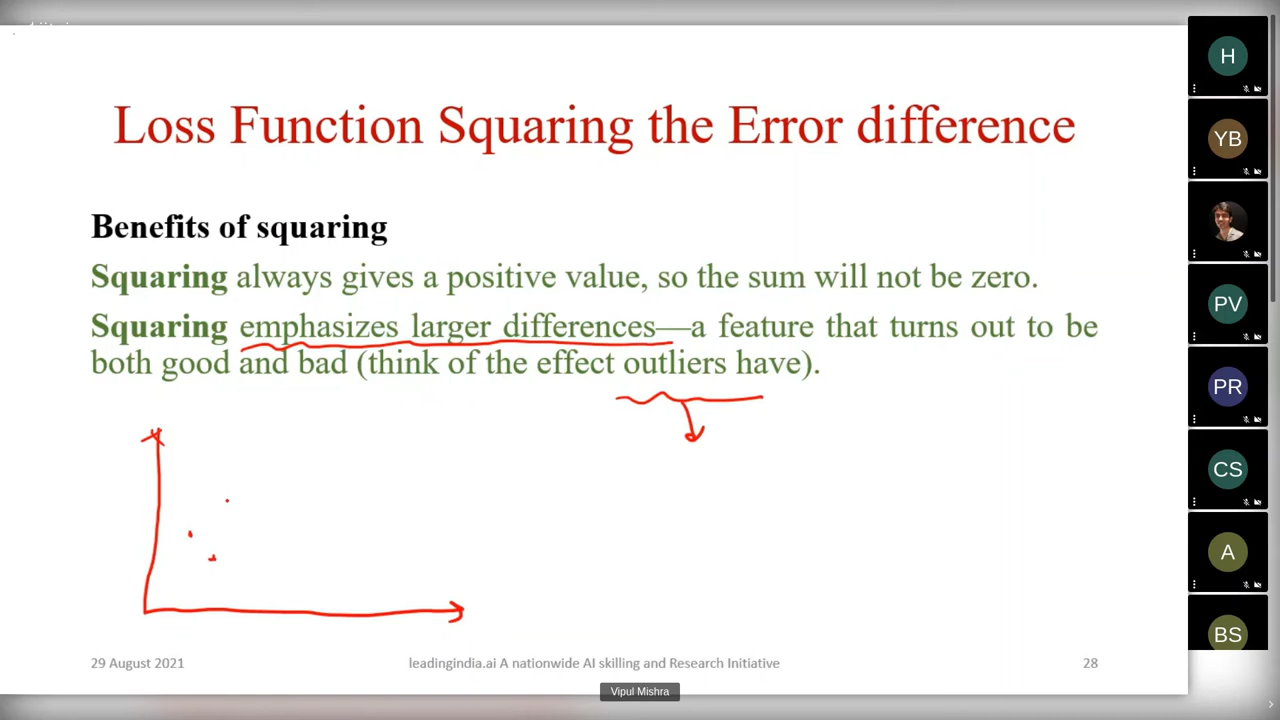 Loss Function Squaring the Error difference
Benefits of squaring
Squaring always gives a positive value, so the sum will not be zero.
Squaring emphasizes larger differences—a feature that turns out to be
both good and bad (think of the effect outliers have).
29 August 2021
leadingindia.ai A nationwide AI skilling and Research Initiative
28
Vipul Mishra
H
YB
PV
PR
CS
A
BS